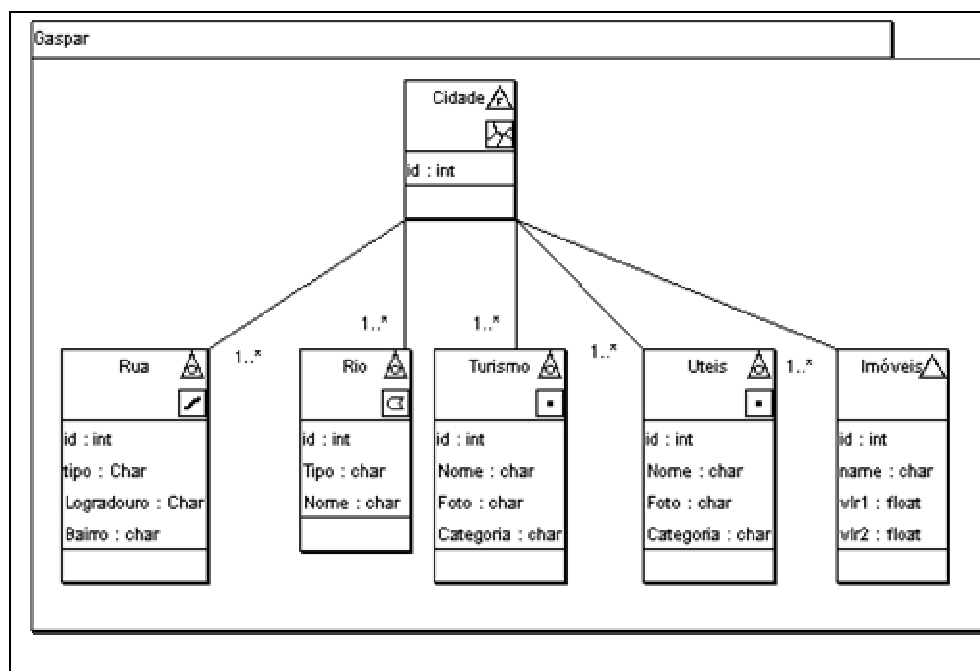 Gaspar
Cidade F
id : int
1..*
1..*
1..*
1..*
1..*
Rua
id : int
tipo : Char
Logradouro : Char
Bairro : char
Rio
id : int
Tipo : char
Nome : char
Turismo
id : int
Nome : char
Foto : char
Categoria : char
Uteis
id : int
Nome : char
Foto : char
Categoria : char
Imóveis
id : int
name : char
vlr1 : float
vlr2 : float